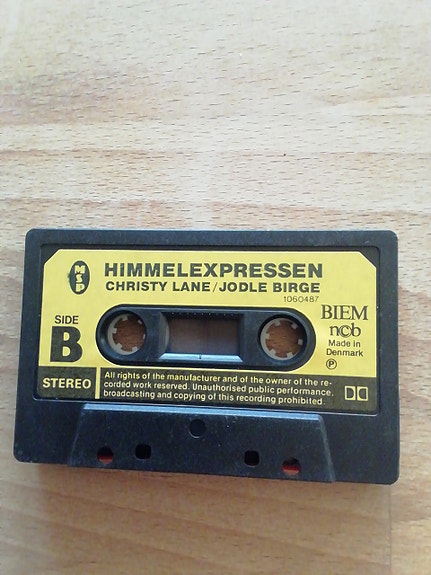 MSD
HIMMELEXPRESSEN
CHRISTY LANE/JODLE BIRGE
1060487
BIEM
ncb
Made in
Denmark
P
SIDE
B
STEREO
All rights of the manufacturer and of the owner of the re-
corded work reserved. Unauthorised public performance,
broadcasting and copying of this recording prohibited.